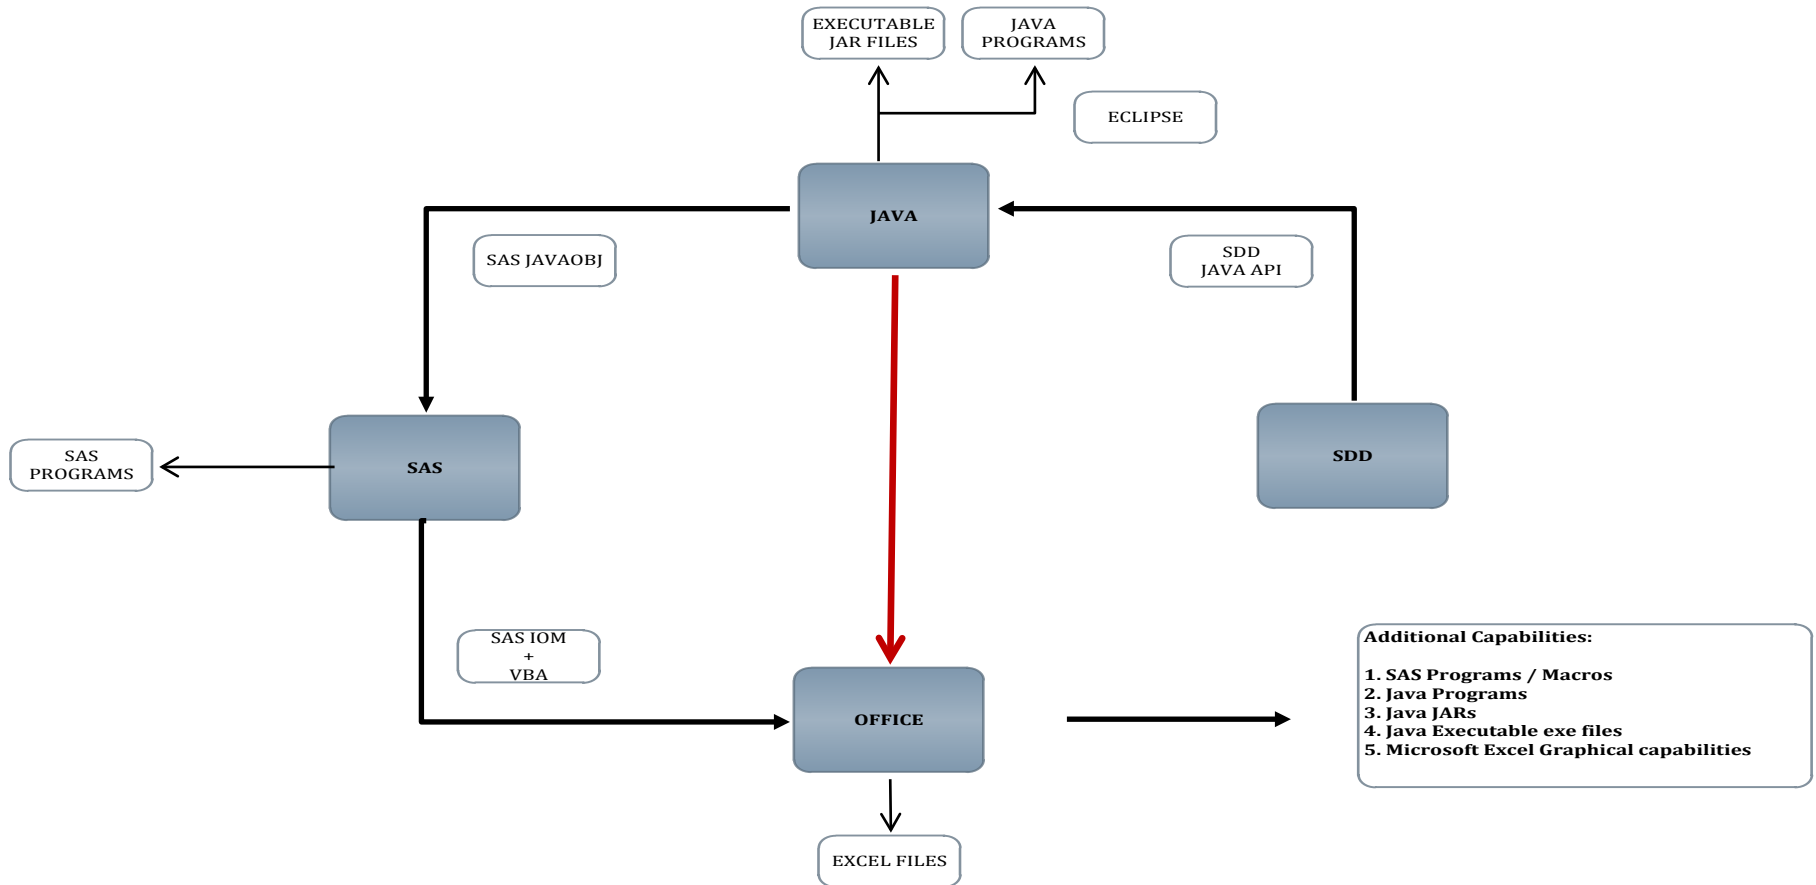 EXECUTABLE
JAR FILES
JAVA
PROGRAMS
ECLIPSE
JAVA
SAS JAVAOBJ
SDD
JAVA API
SAS
PROGRAMS
SAS
SDD
SAS IOM
+
VBA
OFFICE
Additional Capabilities:
1. SAS Programs / Macros
2. Java Programs
3. Java JARs
4. Java Executable exe files
5. Microsoft Excel Graphical capabilities
EXCEL FILES